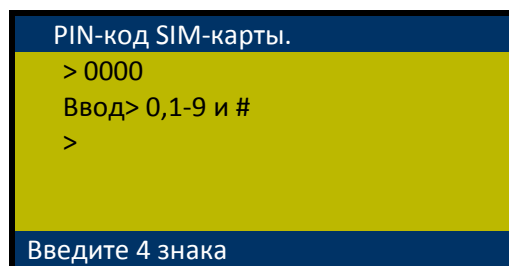 PIN-код SIM-карты.
> 0000
Ввод> 0,1-9 и #
>
Введите 4 знака